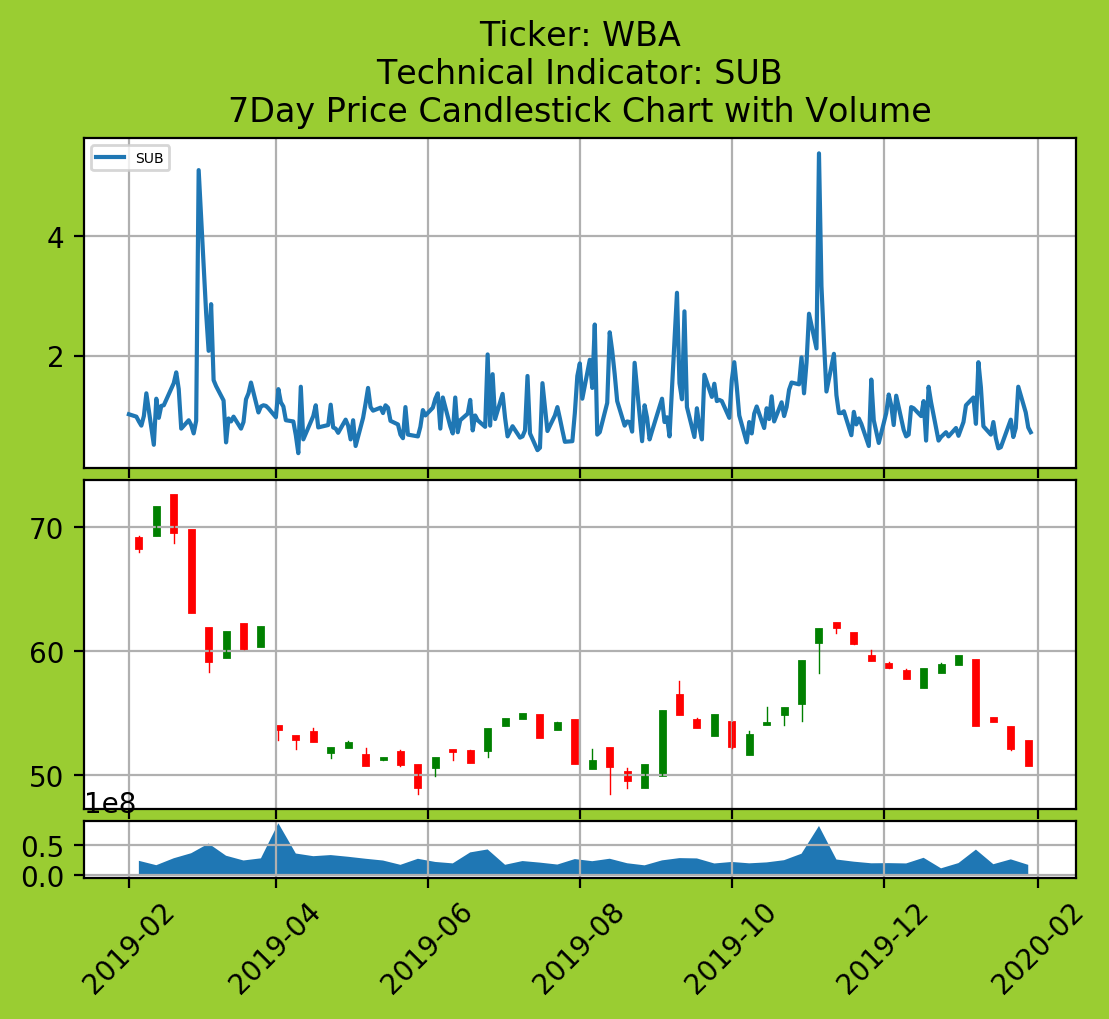 Ticker: WBA
Technical Indicator: SUB
7Day Price Candlestick Chart with Volume
SUB
4
2
70
60
50
1e8
0.5
0.0
2019-02
2019-04
2019-06
2019-08
2019-10
2019-12
2020-02